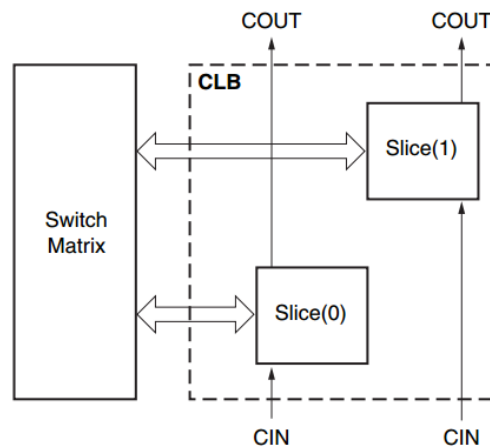 COUT
COUT
CLB
Slice(1)
Switch
Matrix
Slice(0)
CIN
CIN